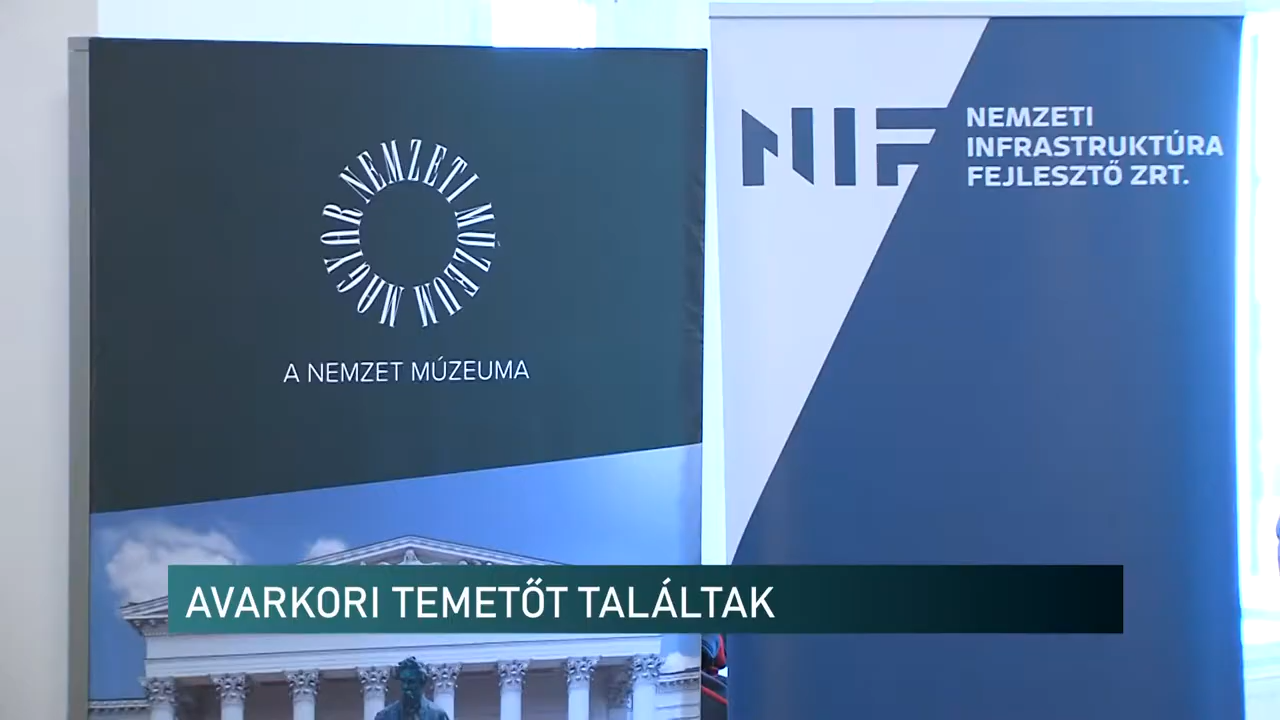 MAGYAR NEMZETI MÚZEUM
A NEMZET MÚZEUMA
NIF
NEMZETI
INFRASTRUKTÚRA
FEJLESZTŐ ZRT.
AVARKORI TEMETŐT TALÁLTAK